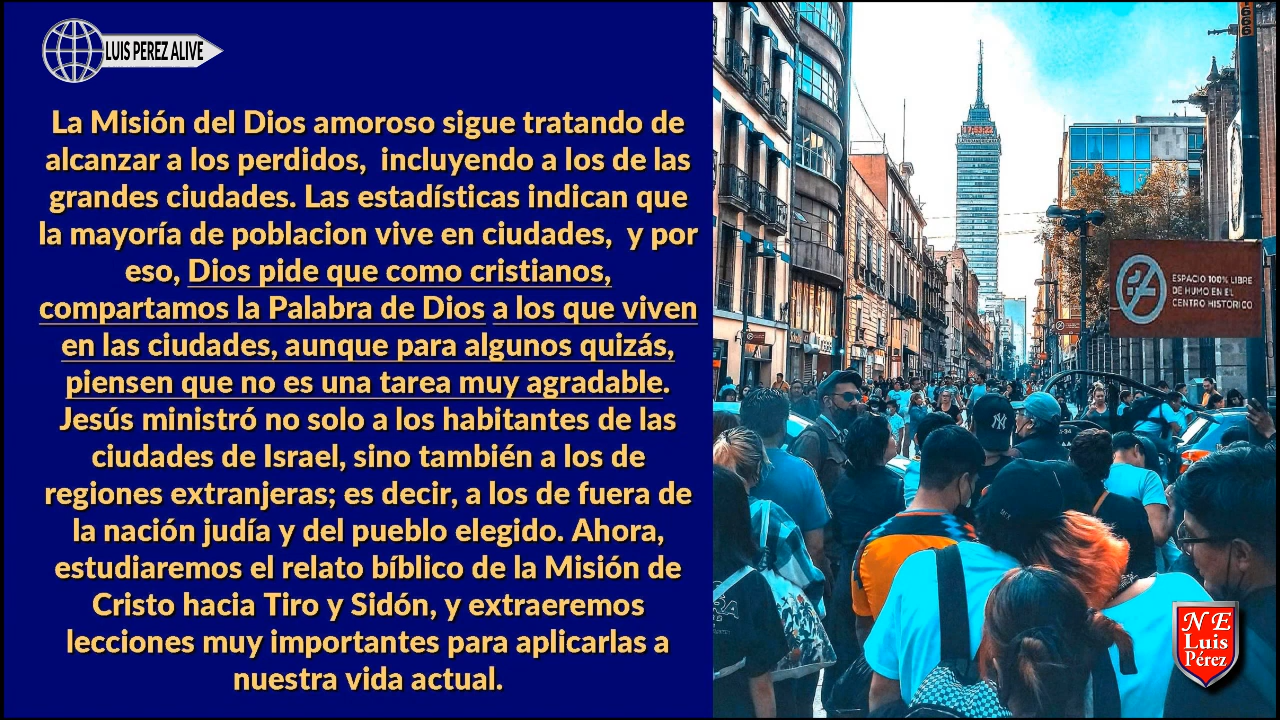 LUIS PEREZ ALIVE
La Misión del Dios amoroso sigue tratando de
alcanzar a los perdidos,  incluyendo a los de las
grandes ciudades. Las estadísticas indican que
la mayoría de poblacion vive en ciudades,  y por
eso, Dios pide que como cristianos,
compartamos la Palabra de Dios a los que viven
en las ciudades, aunque para algunos quizás,
piensen que no es una tarea muy agradable.
Jesús ministró no solo a los habitantes de las
ciudades de Israel, sino también a los de
regiones extranjeras; es decir, a los de fuera de
la nación judía y del pueblo elegido. Ahora,
estudiaremos el relato bíblico de la Misión de
Cristo hacia Tiro y Sidón, y extraeremos
lecciones muy importantes para aplicarlas a
nuestra vida actual.
ESPACIO 100% LIBRE
DE HUMO EN EL
CENTRO HISTÓRICO
NY
N E
Luis
Pérez